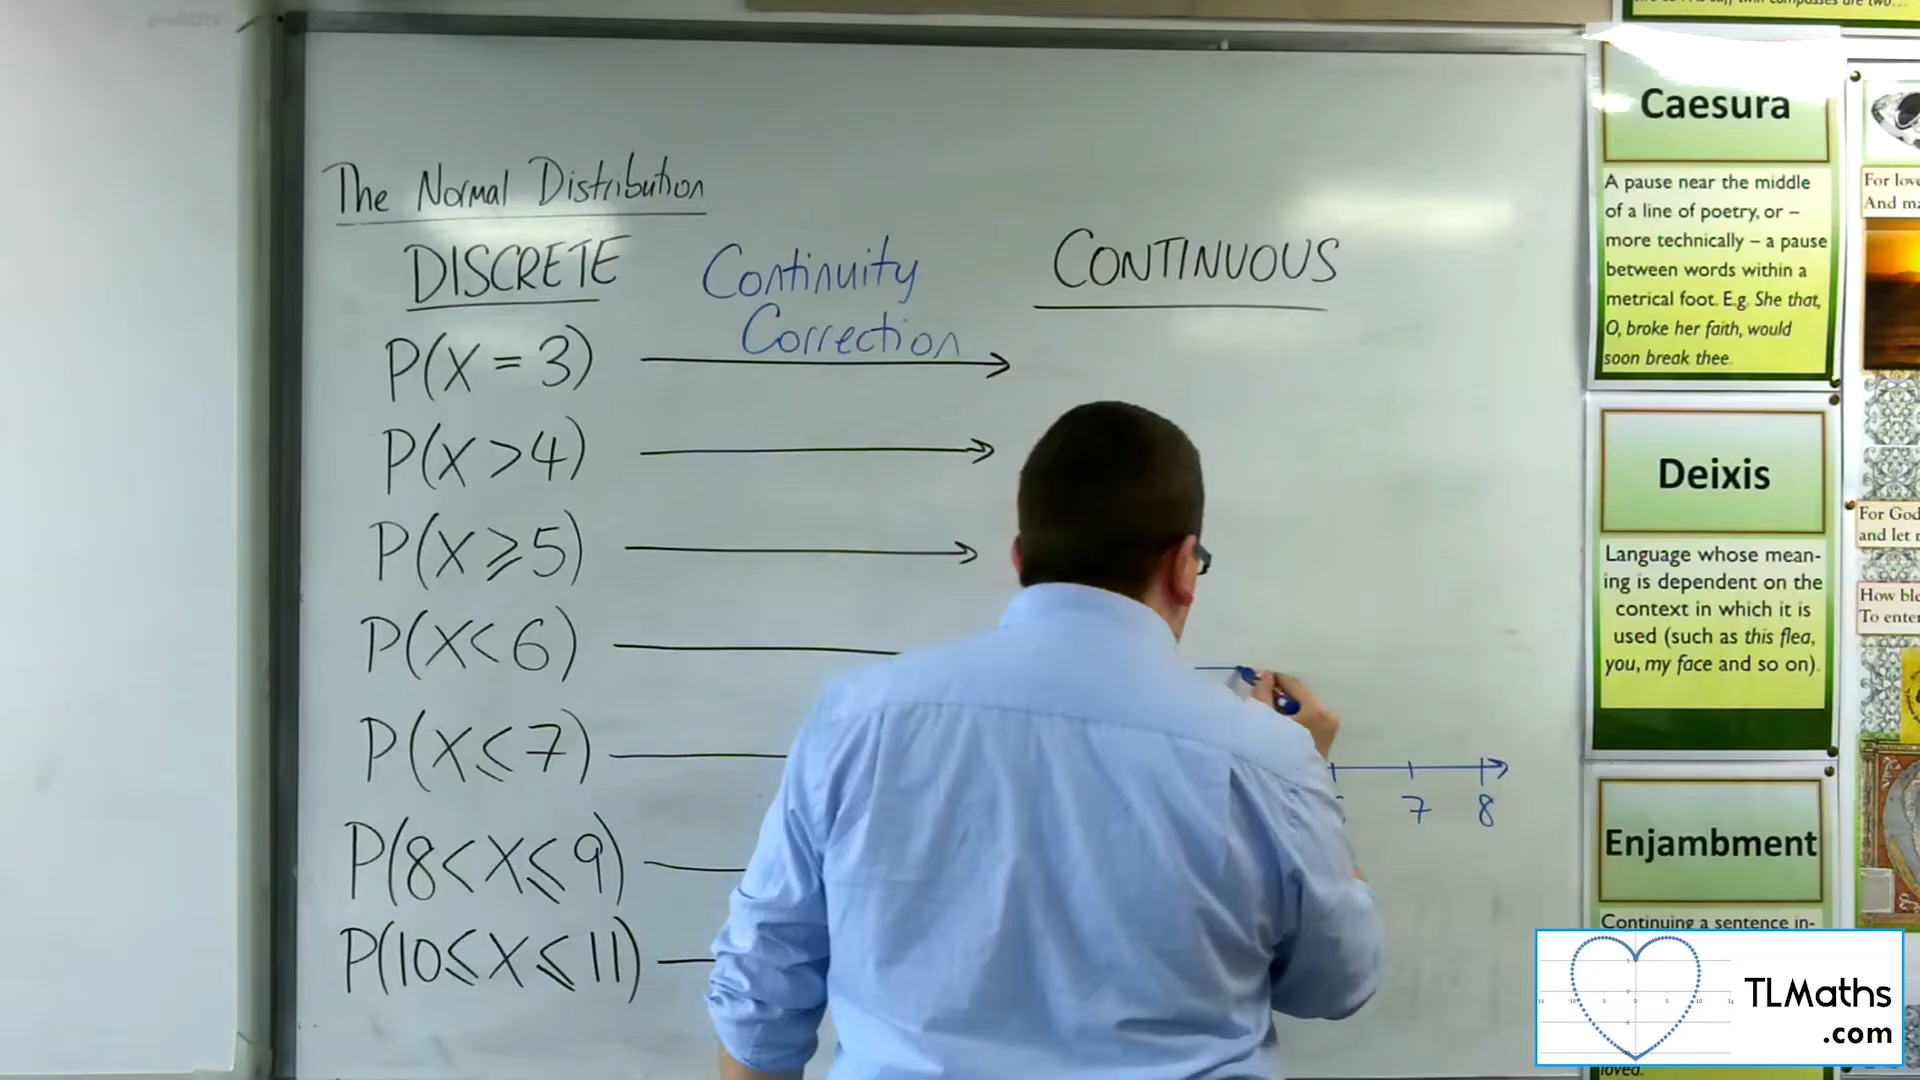 The Normal Distribution
DISCRETE
Continuity
Correction
CONTINUOUS
P(X = 3)
P(X > 4)
P(X ⩾ 5)
P(X < 6)
P(X ⩽ 7)
P(8 < X ⩽ 9)
P(10 ⩽ X ⩽ 11)
7 8
Caesura
A pause near the middle
of a line of poetry, or –
more technically – a pause
between words within a
metrical foot. E.g. She that,
O, broke her faith, would
soon break thee.
Deixis
Language whose mean-
ing is dependent on the
context in which it is
used (such as this flea,
you, my face and so on).
Enjambment
Continuing a sentence in-
loved.
For
And
For God
and let
How
To
TLMaths
.com